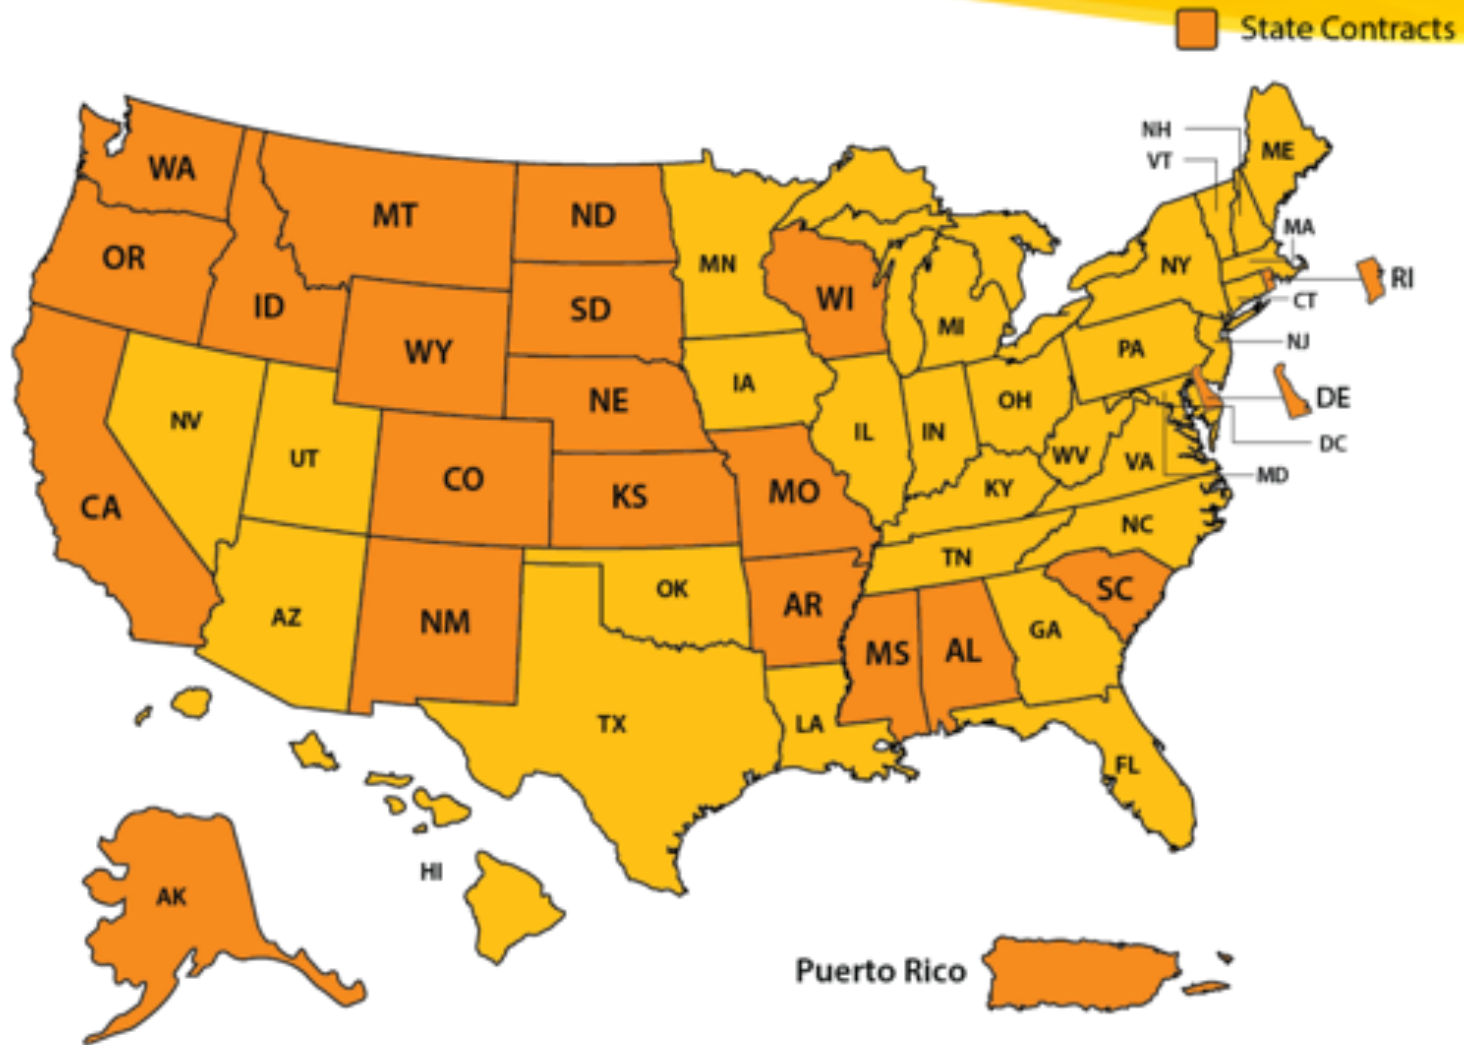 State Contracts
NH
ME
VT
WA
MT
ND
MA
OR
MN
NY
RI
ID
SD
WI
CT
MI
NJ
WY
PA
IA
NE
DE
OH
NV
IL
IN
DC
UT
WV
VA
CO
MD
KS
MO
KY
CA
NC
TN
OK
SC
AR
AZ
NM
GA
MS
AL
TX
LA
FL
HI
AK
Puerto Rico